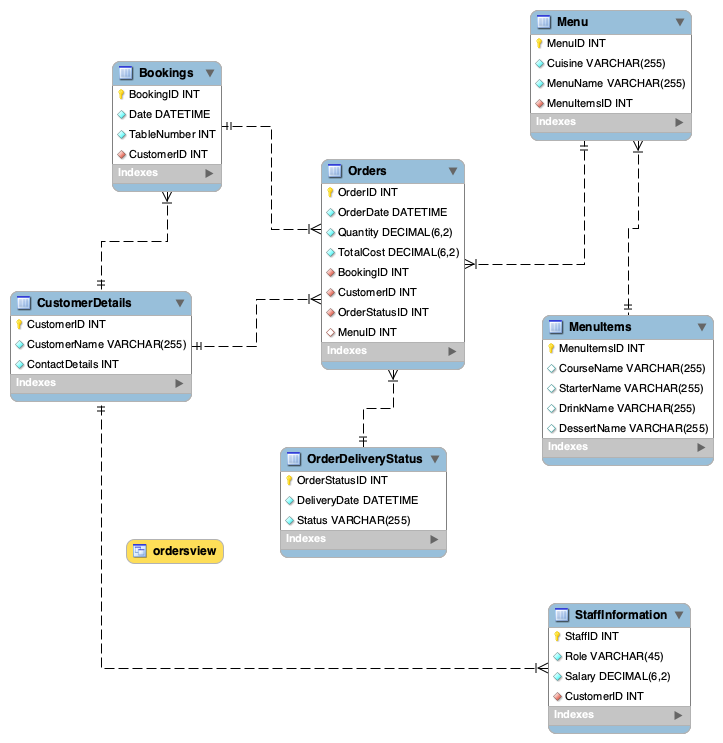 Menu
MenuID INT
Cuisine VARCHAR(255)
MenuName VARCHAR(255)
MenuItemsID INT
Indexes
Bookings
BookingID INT
Date DATETIME
TableNumber INT
CustomerID INT
Indexes
Orders
OrderID INT
OrderDate DATETIME
Quantity DECIMAL(6,2)
TotalCost DECIMAL(6,2)
BookingID INT
CustomerID INT
OrderStatusID INT
MenuID INT
Indexes
CustomerDetails
CustomerID INT
CustomerName VARCHAR(255)
ContactDetails INT
Indexes
MenuItems
MenuItemsID INT
CourseName VARCHAR(255)
StarterName VARCHAR(255)
DrinkName VARCHAR(255)
DessertName VARCHAR(255)
Indexes
OrderDeliveryStatus
OrderStatusID INT
DeliveryDate DATETIME
Status VARCHAR(255)
Indexes
ordersview
StaffInformation
StaffID INT
Role VARCHAR(45)
Salary DECIMAL(6,2)
CustomerID INT
Indexes